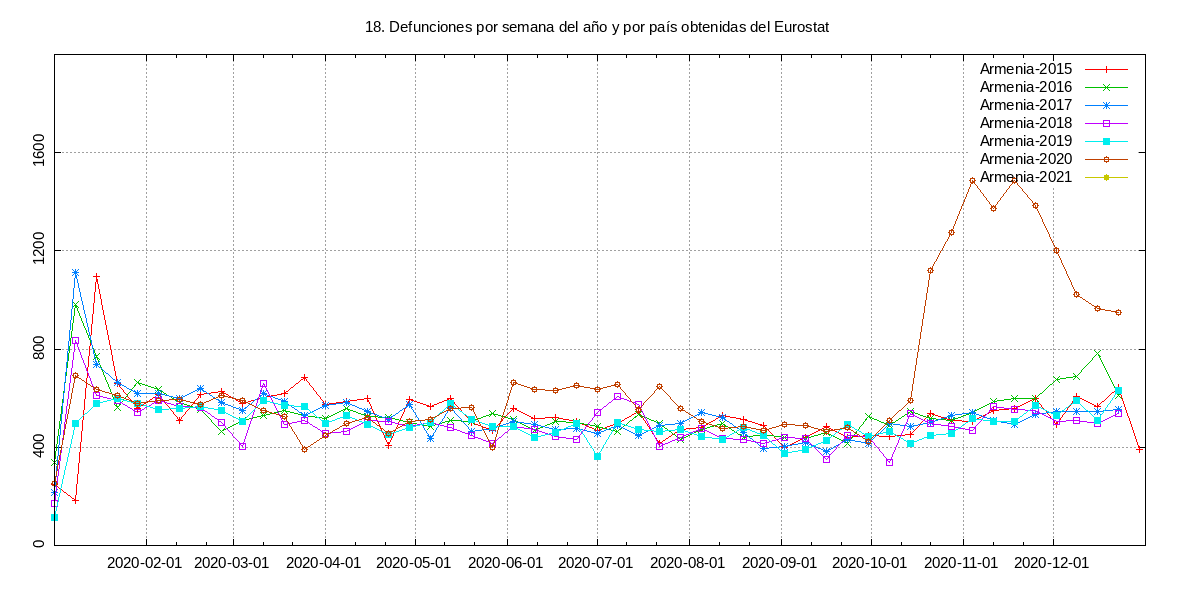 18. Defunciones por semana del año y por país obtenidas del Eurostat
Armenia-2015
Armenia-2016
Armenia-2017
Armenia-2018
Armenia-2019
Armenia-2020
Armenia-2021
1600
1200
800
400
0
2020-02-01 2020-03-01 2020-04-01 2020-05-01 2020-06-01 2020-07-01 2020-08-01 2020-09-01 2020-10-01 2020-11-01 2020-12-01